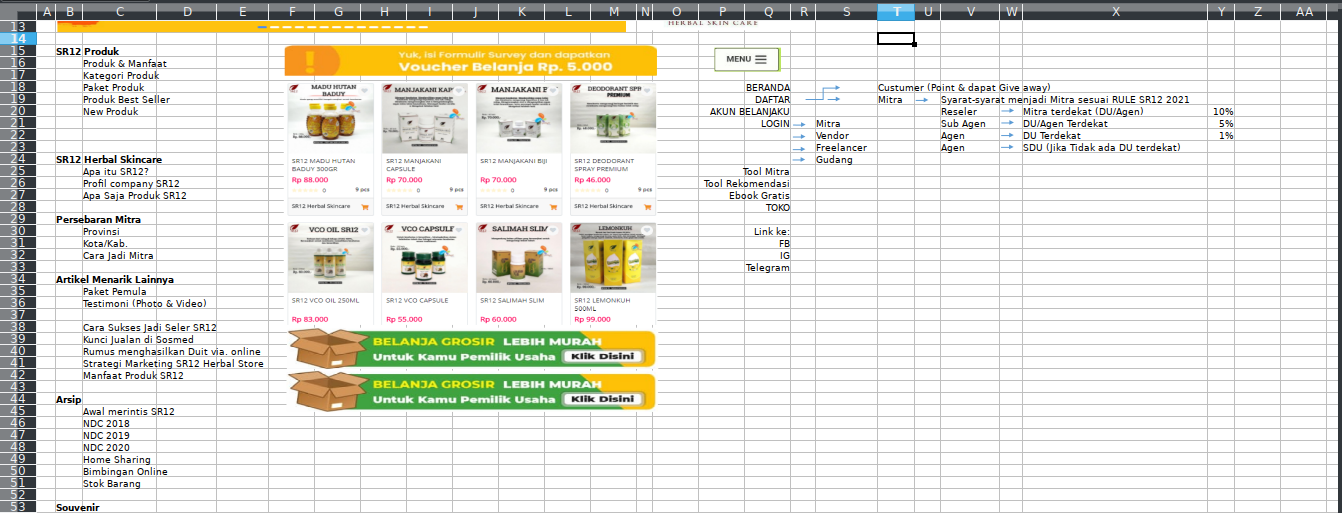 A B C D E F G H I J K L M N O P Q R S T U V W X Y Z AA
13 HERBAL SKIN CARE
14
15 SR12 Produk
16 Produk & Manfaat
17 Kategori Produk
18 Paket Produk
19 Produk Best Seller
20 New Produk
21
22
23
24 SR12 Herbal Skincare
25 Apa itu SR12?
26 Profil company SR12
27 Apa Saja Produk SR12
28
29 Persebaran Mitra
30 Provinsi
31 Kota/Kab.
32 Cara Jadi Mitra
33
34 Artikel Menarik Lainnya
35 Paket Pemula
36 Testimoni (Photo & Video)
37
38 Cara Sukses Jadi Seler SR12
39 Kunci Jualan di Sosmed
40 Rumus menghasilkan Duit via. online
41 Strategi Marketing SR12 Herbal Store
42 Manfaat Produk SR12
43
44 Arsip
45 Awal merintis SR12
46 NDC 2018
47 NDC 2019
48 NDC 2020
49 Home Sharing
50 Bimbingan Online
51 Stok Barang
52
53 Souvenir
Yuk, isi Formulir Survey dan dapatkan
Voucher Belanja Rp. 5.000
MADU HUTAN BADUY
MANJAKANI KAP
MANJAKANI F
DEODORANT SPR PREMIUM
SR12 MADU HUTAN BADUY 300GR
SR12 MANJAKANI CAPSULE
SR12 MANJAKANI BIJI
SR12 DEODORANT SPRAY PREMIUM
Rp 88.000 Rp 70.000 Rp 70.000 Rp 46.000
0 9 pcs 0 9 pcs 0 9 pcs 0 9 pcs
SR12 Herbal Skincare SR12 Herbal Skincare SR12 Herbal Skincare SR12 Herbal Skincare
VCO OIL SR12
VCO CAPSULE
SALIMAH SLIM
LEMONKUH
SR12 VCO OIL 250ML
SR12 VCO CAPSULE
SR12 SALIMAH SLIM
SR12 LEMONKUH 500ML
Rp 83.000 Rp 55.000 Rp 60.000 Rp 99.000
BELANJA GROSIR LEBIH MURAH
Untuk Kamu Pemilik Usaha Klik Disini
BELANJA GROSIR LEBIH MURAH
Untuk Kamu Pemilik Usaha Klik Disini
MENU
BERANDA Custumer (Point & dapat Give away)
DAFTAR Mitra Syarat-syarat menjadi Mitra sesuai RULE SR12 2021
AKUN BELANJAKU Reseler Mitra terdekat (DU/Agen) 10%
LOGIN Mitra Sub Agen DU/Agen Terdekat 5%
Vendor Agen DU Terdekat 1%
Freelancer Agen SDU (Jika Tidak ada DU terdekat)
Gudang
Tool Mitra
Tool Rekomendasi
Ebook Gratis
TOKO
Link ke:
FB
IG
Telegram